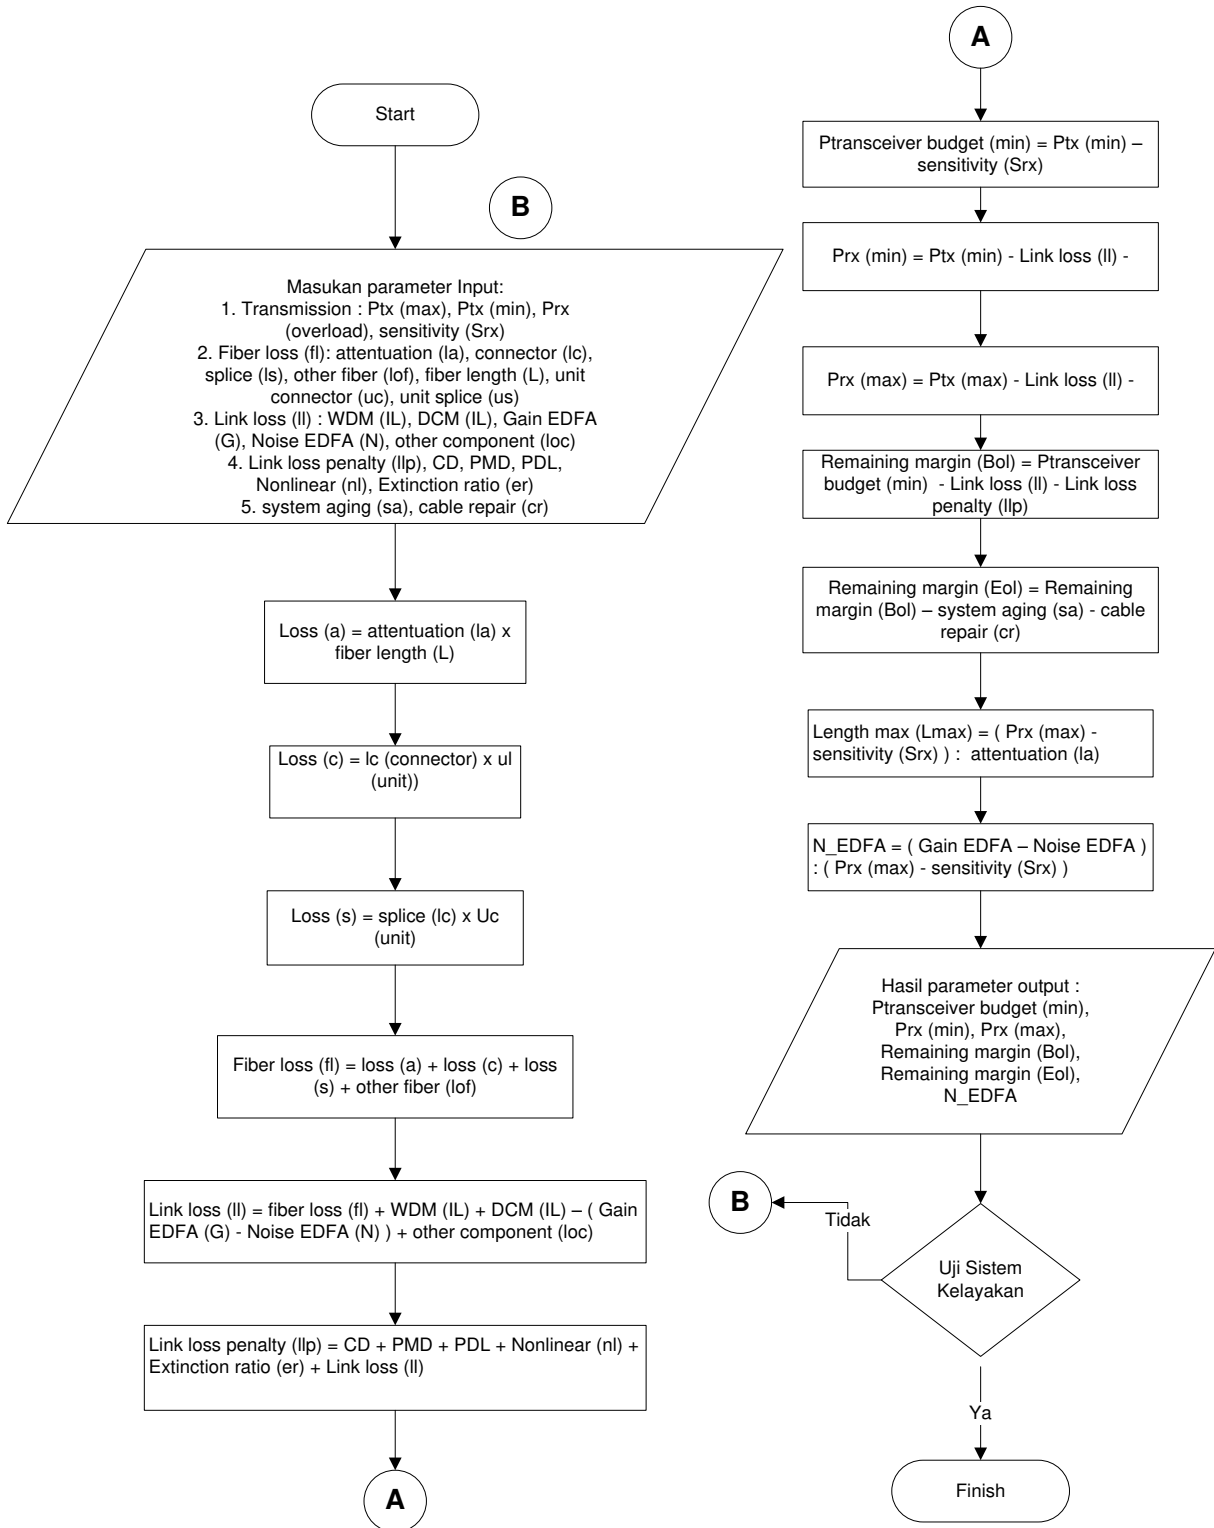 Start
B
Masukan parameter Input:
1. Transmission : Ptx (max), Ptx (min), Prx
(overload), sensitivity (Srx)
2. Fiber loss (fl): attentuation (la), connector (lc),
splice (ls), other fiber (lof), fiber length (L), unit
connector (uc), unit splice (us)
3. Link loss (ll) : WDM (IL), DCM (IL), Gain EDFA
(G), Noise EDFA (N), other component (loc)
4. Link loss penalty (llp), CD, PMD, PDL,
Nonlinear (nl), Extinction ratio (er)
5. system aging (sa), cable repair (cr)
Loss (a) = attentuation (la) x
fiber length (L)
Loss (c) = lc (connector) x ul
(unit))
Loss (s) = splice (lc) x Uc
(unit)
Fiber loss (fl) = loss (a) + loss (c) + loss
(s) + other fiber (lof)
Link loss (ll) = fiber loss (fl) + WDM (IL) + DCM (IL) – ( Gain
EDFA (G) - Noise EDFA (N) ) + other component (loc)
Link loss penalty (llp) = CD + PMD + PDL + Nonlinear (nl) +
Extinction ratio (er) + Link loss (ll)
A
A
Ptransceiver budget (min) = Ptx (min) –
sensitivity (Srx)
Prx (min) = Ptx (min) - Link loss (ll) -
Prx (max) = Ptx (max) - Link loss (ll) -
Remaining margin (Bol) = Ptransceiver
budget (min) - Link loss (ll) - Link loss
penalty (llp)
Remaining margin (Eol) = Remaining
margin (Bol) – system aging (sa) - cable
repair (cr)
Length max (Lmax) = ( Prx (max) -
sensitivity (Srx) ) : attentuation (la)
N_EDFA = ( Gain EDFA – Noise EDFA )
: ( Prx (max) - sensitivity (Srx) )
Hasil parameter output :
Ptransceiver budget (min),
Prx (min), Prx (max),
Remaining margin (Bol),
Remaining margin (Eol),
N_EDFA
B
Tidak
Uji Sistem
Kelayakan
Ya
Finish